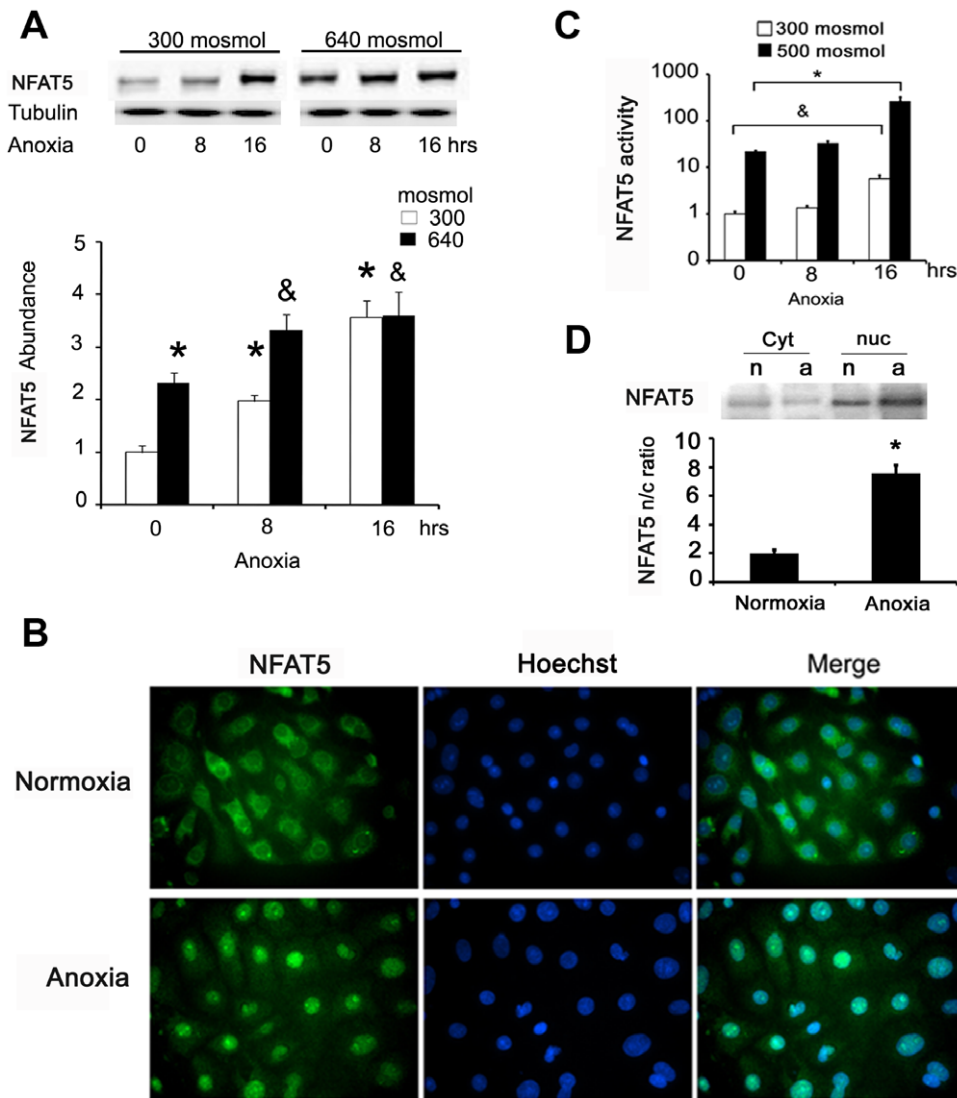 A
300 mosmol 640 mosmol
NFAT5
Tubulin
Anoxia 0 8 16 0 8 16 hrs
mosmol
300
640
NFAT5 Abundance
5
4
3
2
1
0
* * & * &
0 8 16 hrs
Anoxia
C
300 mosmol
500 mosmol
NFAT5 activity
1000
100
10
1
0
*
&
0 8 16 hrs
Anoxia
D
Cyt nuc
n a n a
NFAT5
NFAT5 n/c ratio
10
8
6
4
2
0
*
Normoxia Anoxia
B
NFAT5 Hoechst Merge
Normoxia
Anoxia